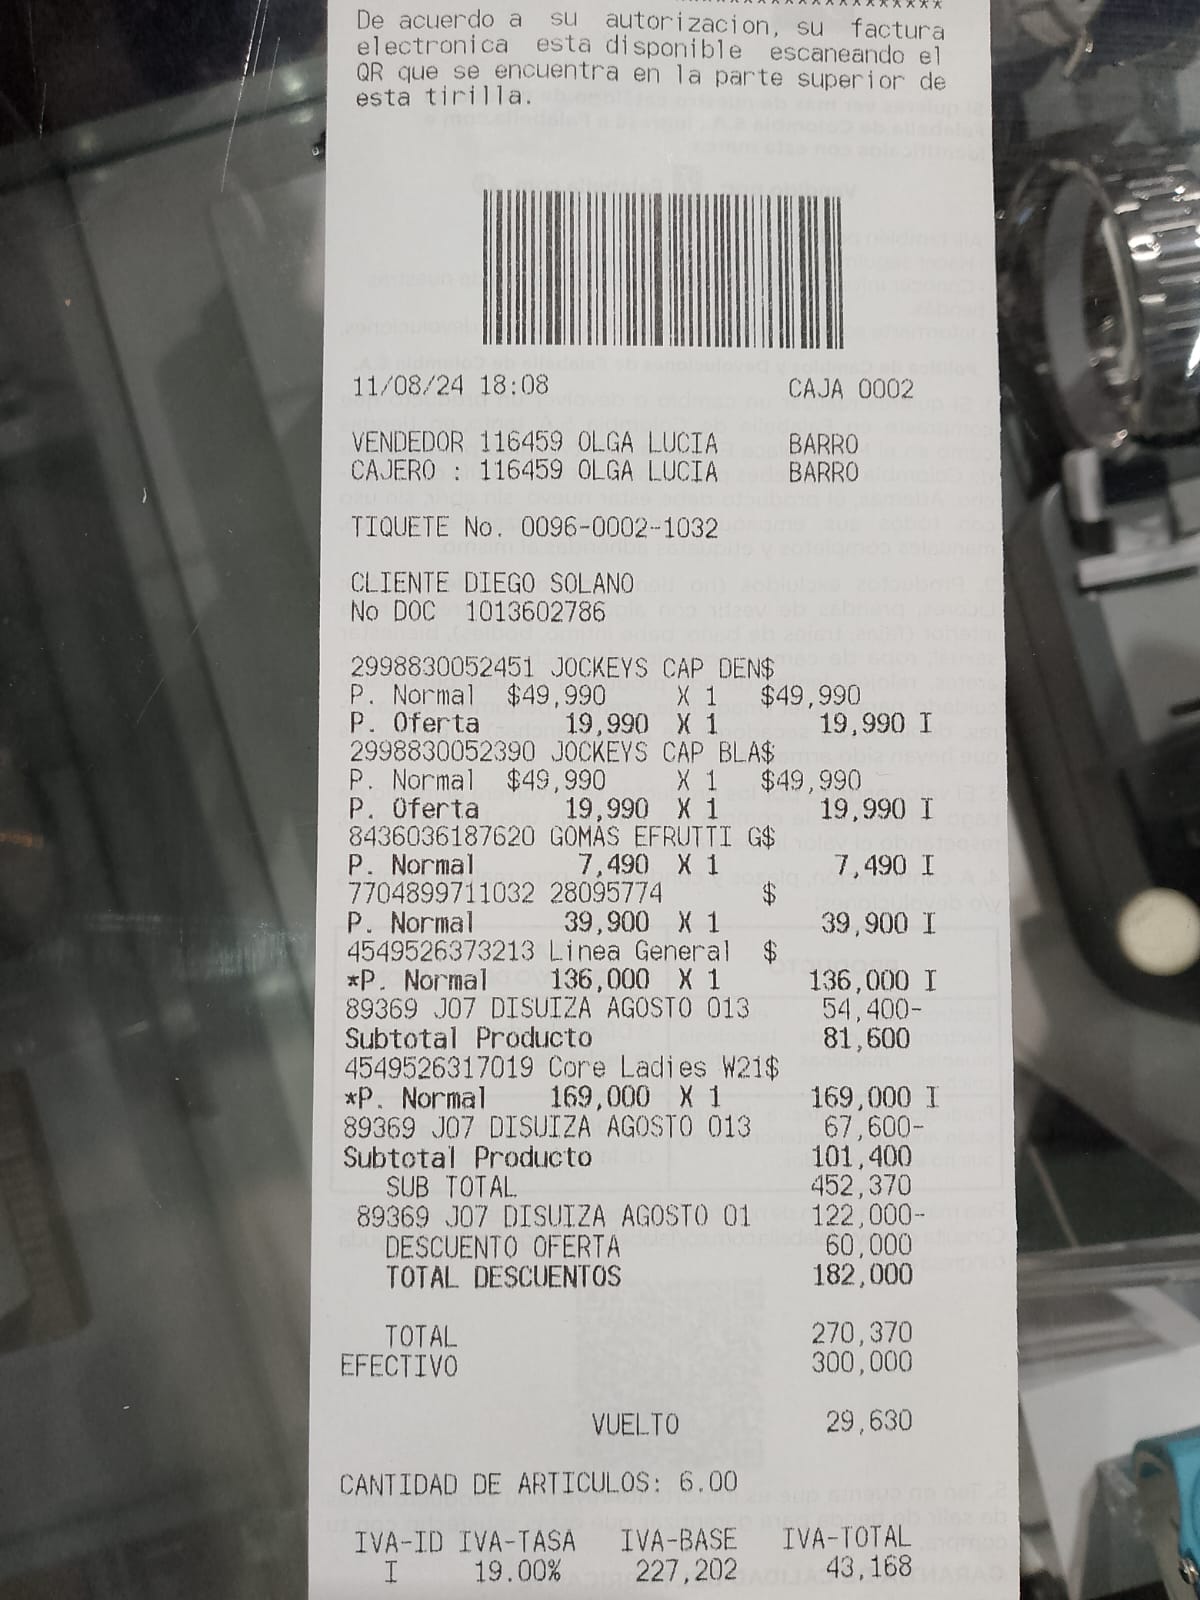 De acuerdo a su autorizacion, su factura
electronica esta disponible escaneando el
QR que se encuentra en la parte superior de
esta tirilla.
11/08/24 18:08 CAJA 0002
VENDEDOR 116459 OLGA LUCIA BARRO
CAJERO : 116459 OLGA LUCIA BARRO
TIQUETE No. 0096-0002-1032
CLIENTE DIEGO SOLANO
No DOC 1013602786
2998830052451 JOCKEYS CAP DEN$
P. Normal $49,990 X 1 $49,990
P. Oferta 19,990 X 1 19,990 I
2998830052390 JOCKEYS CAP BLA$
P. Normal $49,990 X 1 $49,990
P. Oferta 19,990 X 1 19,990 I
8436036187620 GOMAS EFRUTTI G$
P. Normal 7,490 X 1 7,490 I
7704899711032 28095774 $
P. Normal 39,900 X 1 39,900 I
4549526373213 Linea General $
*P. Normal 136,000 X 1 136,000 I
89369 J07 DISUIZA AGOSTO 013 54,400-
Subtotal Producto 81,600
4549526317019 Core Ladies W21$
*P. Normal 169,000 X 1 169,000 I
89369 J07 DISUIZA AGOSTO 013 67,600-
Subtotal Producto 101,400
SUB TOTAL 452,370
89369 J07 DISUIZA AGOSTO 01 122,000-
DESCUENTO OFERTA 60,000
TOTAL DESCUENTOS 182,000
TOTAL 270,370
EFECTIVO 300,000
VUELTO 29,630
CANTIDAD DE ARTICULOS: 6.00
IVA-ID IVA-TASA IVA-BASE IVA-TOTAL
I 19.00% 227,202 43,168